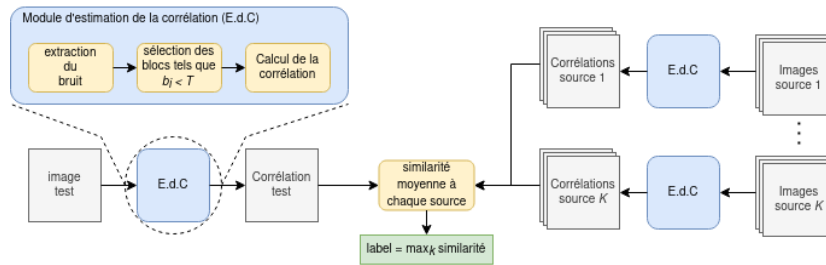 Module d'estimation de la corrélation (E.d.C)
extraction
du
bruit
sélection des
blocs tels que
bᵢ < T
Calcul de la
corrélation
image
test
E.d.C
Corrélation
test
similarité
moyenne à
chaque source
label = maxₖ similarité
Corrélations
source 1
E.d.C
Images
source 1
Corrélations
source K
E.d.C
Images
source K